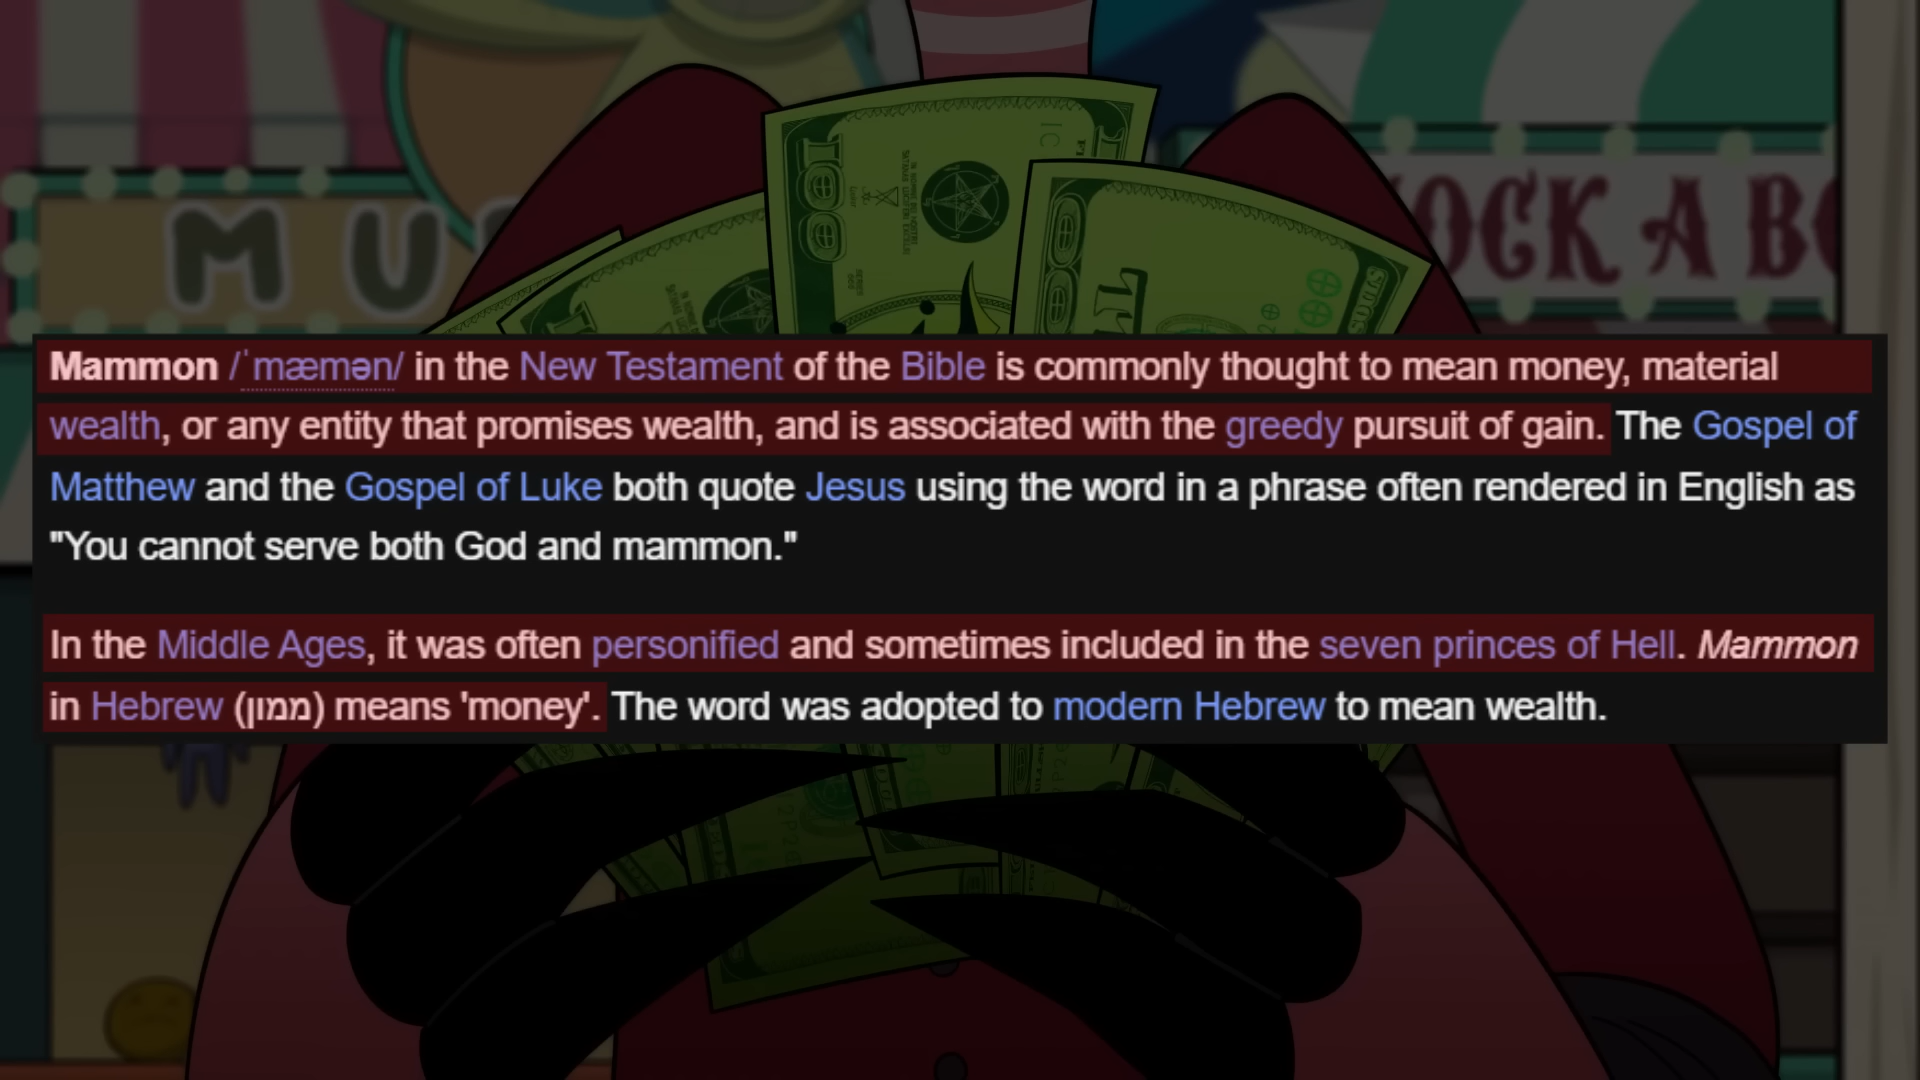 M U
OCK A B
100
100
Mammon /ˈmæmən/ in the New Testament of the Bible is commonly thought to mean money, material
wealth, or any entity that promises wealth, and is associated with the greedy pursuit of gain. The Gospel of
Matthew and the Gospel of Luke both quote Jesus using the word in a phrase often rendered in English as
"You cannot serve both God and mammon."
In the Middle Ages, it was often personified and sometimes included in the seven princes of Hell. Mammon
in Hebrew (ממון) means 'money'. The word was adopted to modern Hebrew to mean wealth.